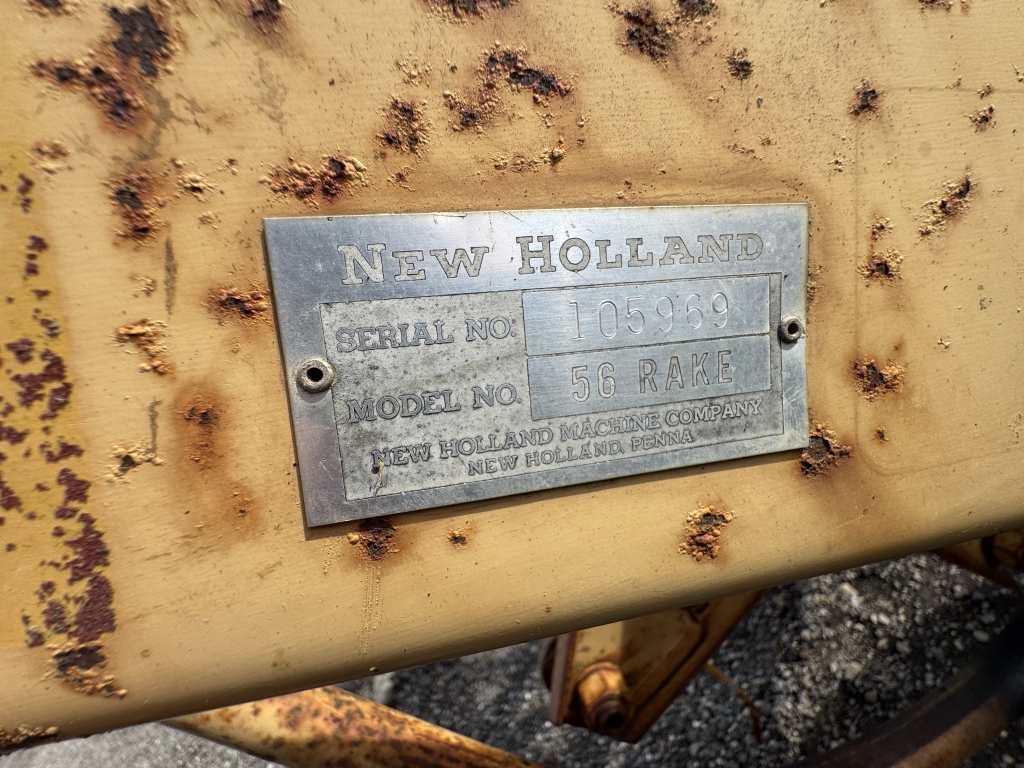 NEW HOLLAND
SERIAL NO. 105969
MODEL NO. 56 RAKE
NEW HOLLAND MACHINE COMPANY
NEW HOLLAND, PENNA.